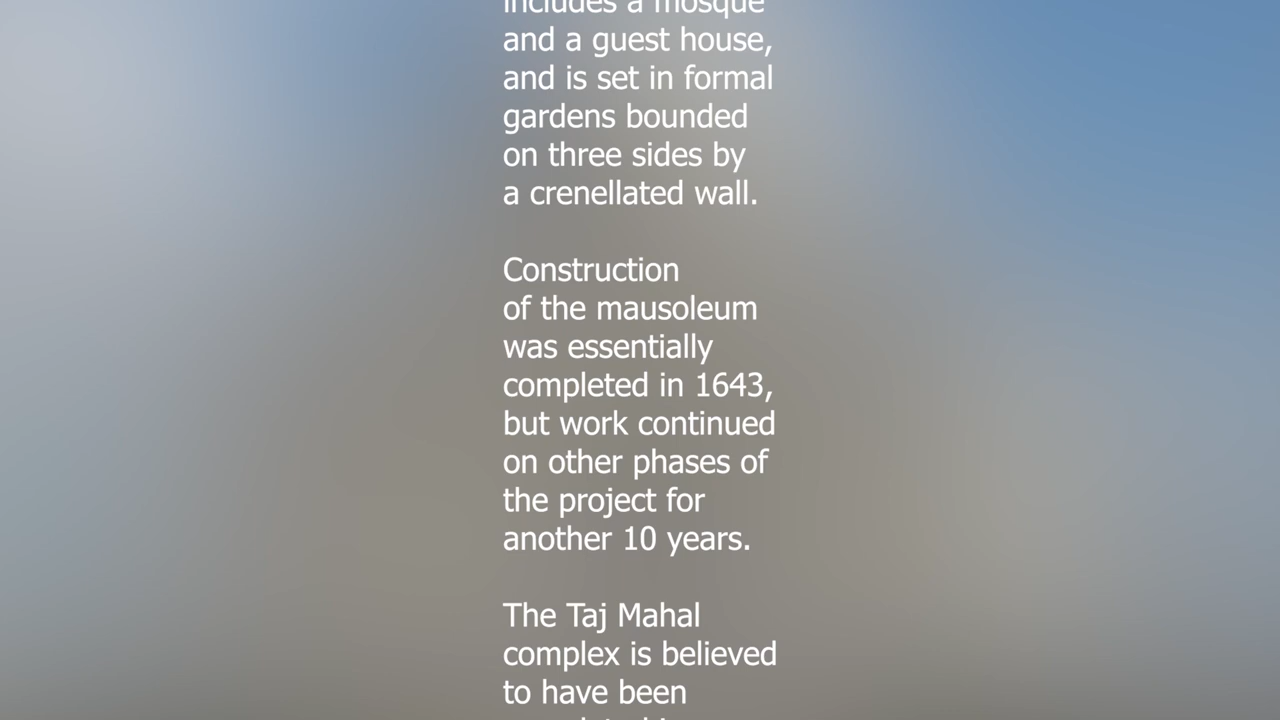 includes a mosque
and a guest house,
and is set in formal
gardens bounded
on three sides by
a crenellated wall.
Construction
of the mausoleum
was essentially
completed in 1643,
but work continued
on other phases of
the project for
another 10 years.
The Taj Mahal
complex is believed
to have been